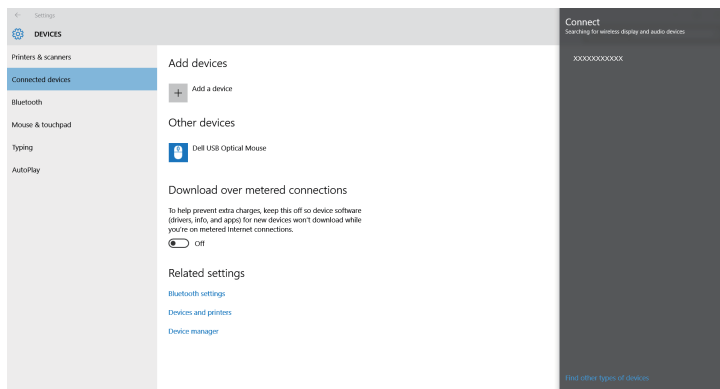 Settings
DEVICES
Printers & scanners
Connected devices
Bluetooth
Mouse & touchpad
Typing
AutoPlay
Add devices
Add a device
Other devices
Dell USB Optical Mouse
Download over metered connections
To help prevent extra charges, keep this off so device software
(drivers, info, and apps) for new devices won't download while
you're on metered Internet connections.
Off
Related settings
Bluetooth settings
Devices and printers
Device manager
Connect
Searching for wireless display and audio devices
XXXXXXXXXXX
Find other types of devices